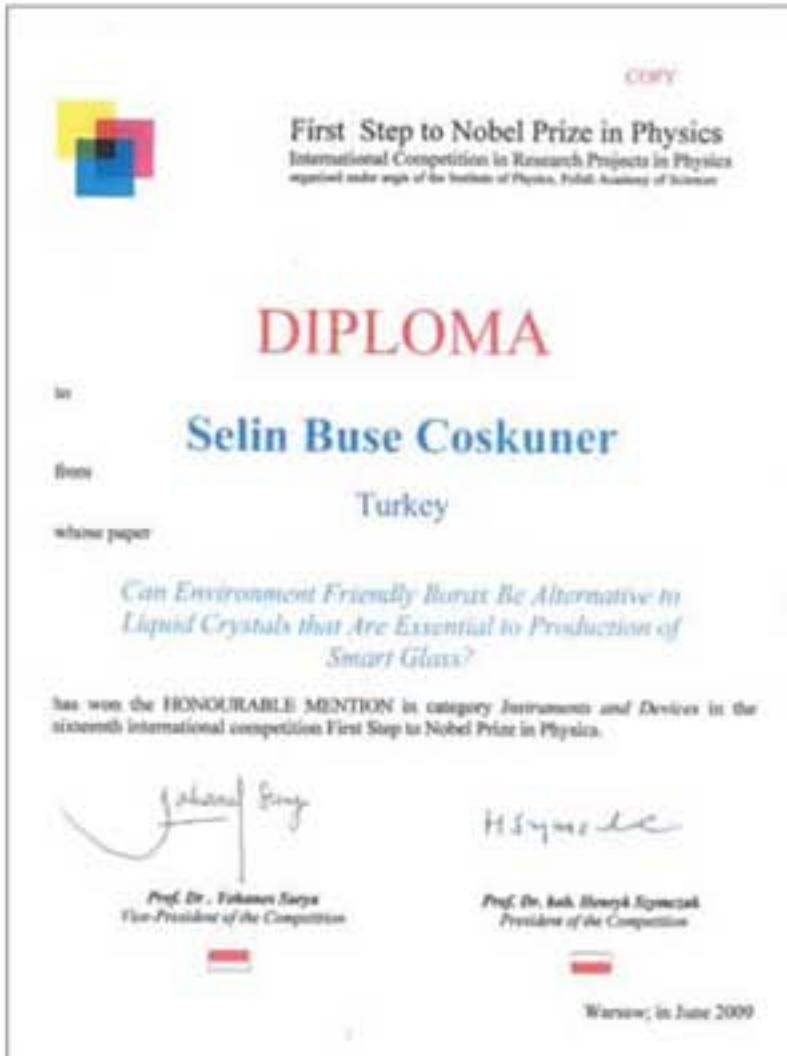 COPY
First Step to Nobel Prize in Physics
International Competition in Research Projects in Physics
organised under aegis of the Institute of Physics, Polish Academy of Sciences
DIPLOMA
to
Selin Buse Coskuner
from
Turkey
whose paper
Can Environment Friendly Borax Be Alternative to
Liquid Crystals that Are Essential to Production of
Smart Glass?
has won the HONOURABLE MENTION in category Instruments and Devices in the
sixteenth international competition First Step to Nobel Prize in Physics.
Prof. Dr . Yohanes Surya
Prof. Dr. hab. Henryk Szymczak
Vice-President of the Competition
President of the Competition
Warsaw, in June 2009